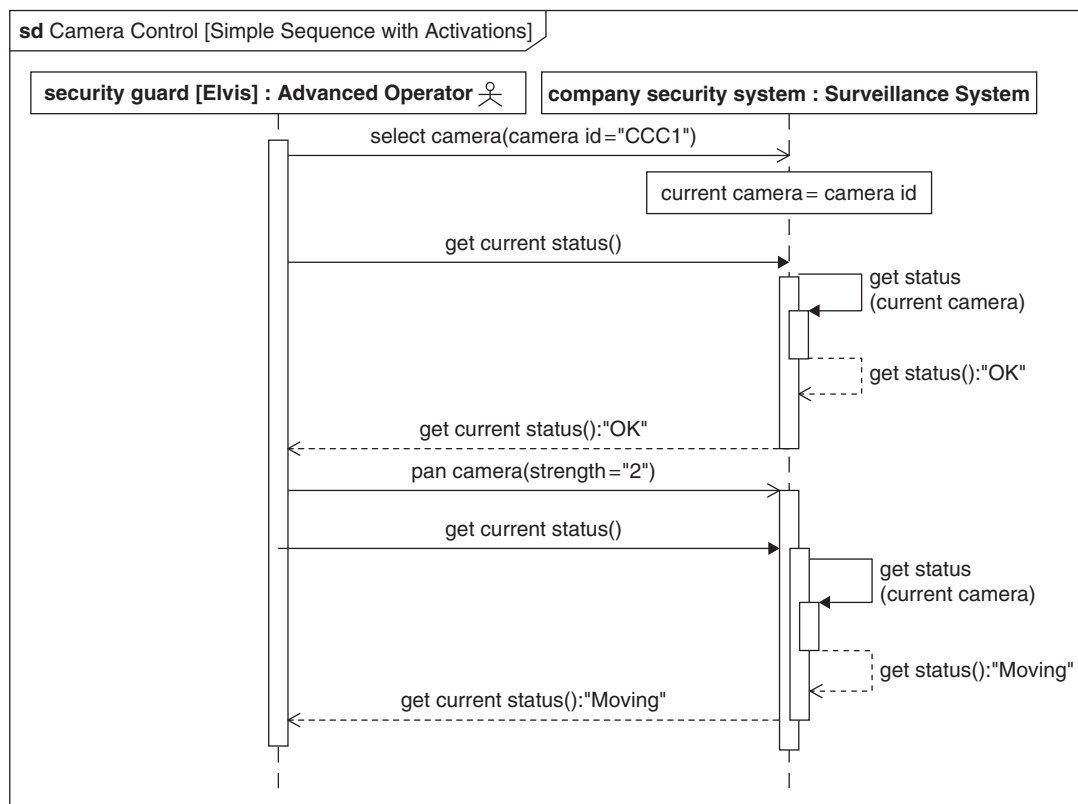 sd Camera Control [Simple Sequence with Activations]
security guard [Elvis] : Advanced Operator
company security system : Surveillance System
select camera(camera id="CCC1")
current camera= camera id
get current status()
get status
(current camera)
get status():"OK"
get current status():"OK"
pan camera(strength="2")
get current status()
get status
(current camera)
get status():"Moving"
get current status():"Moving"